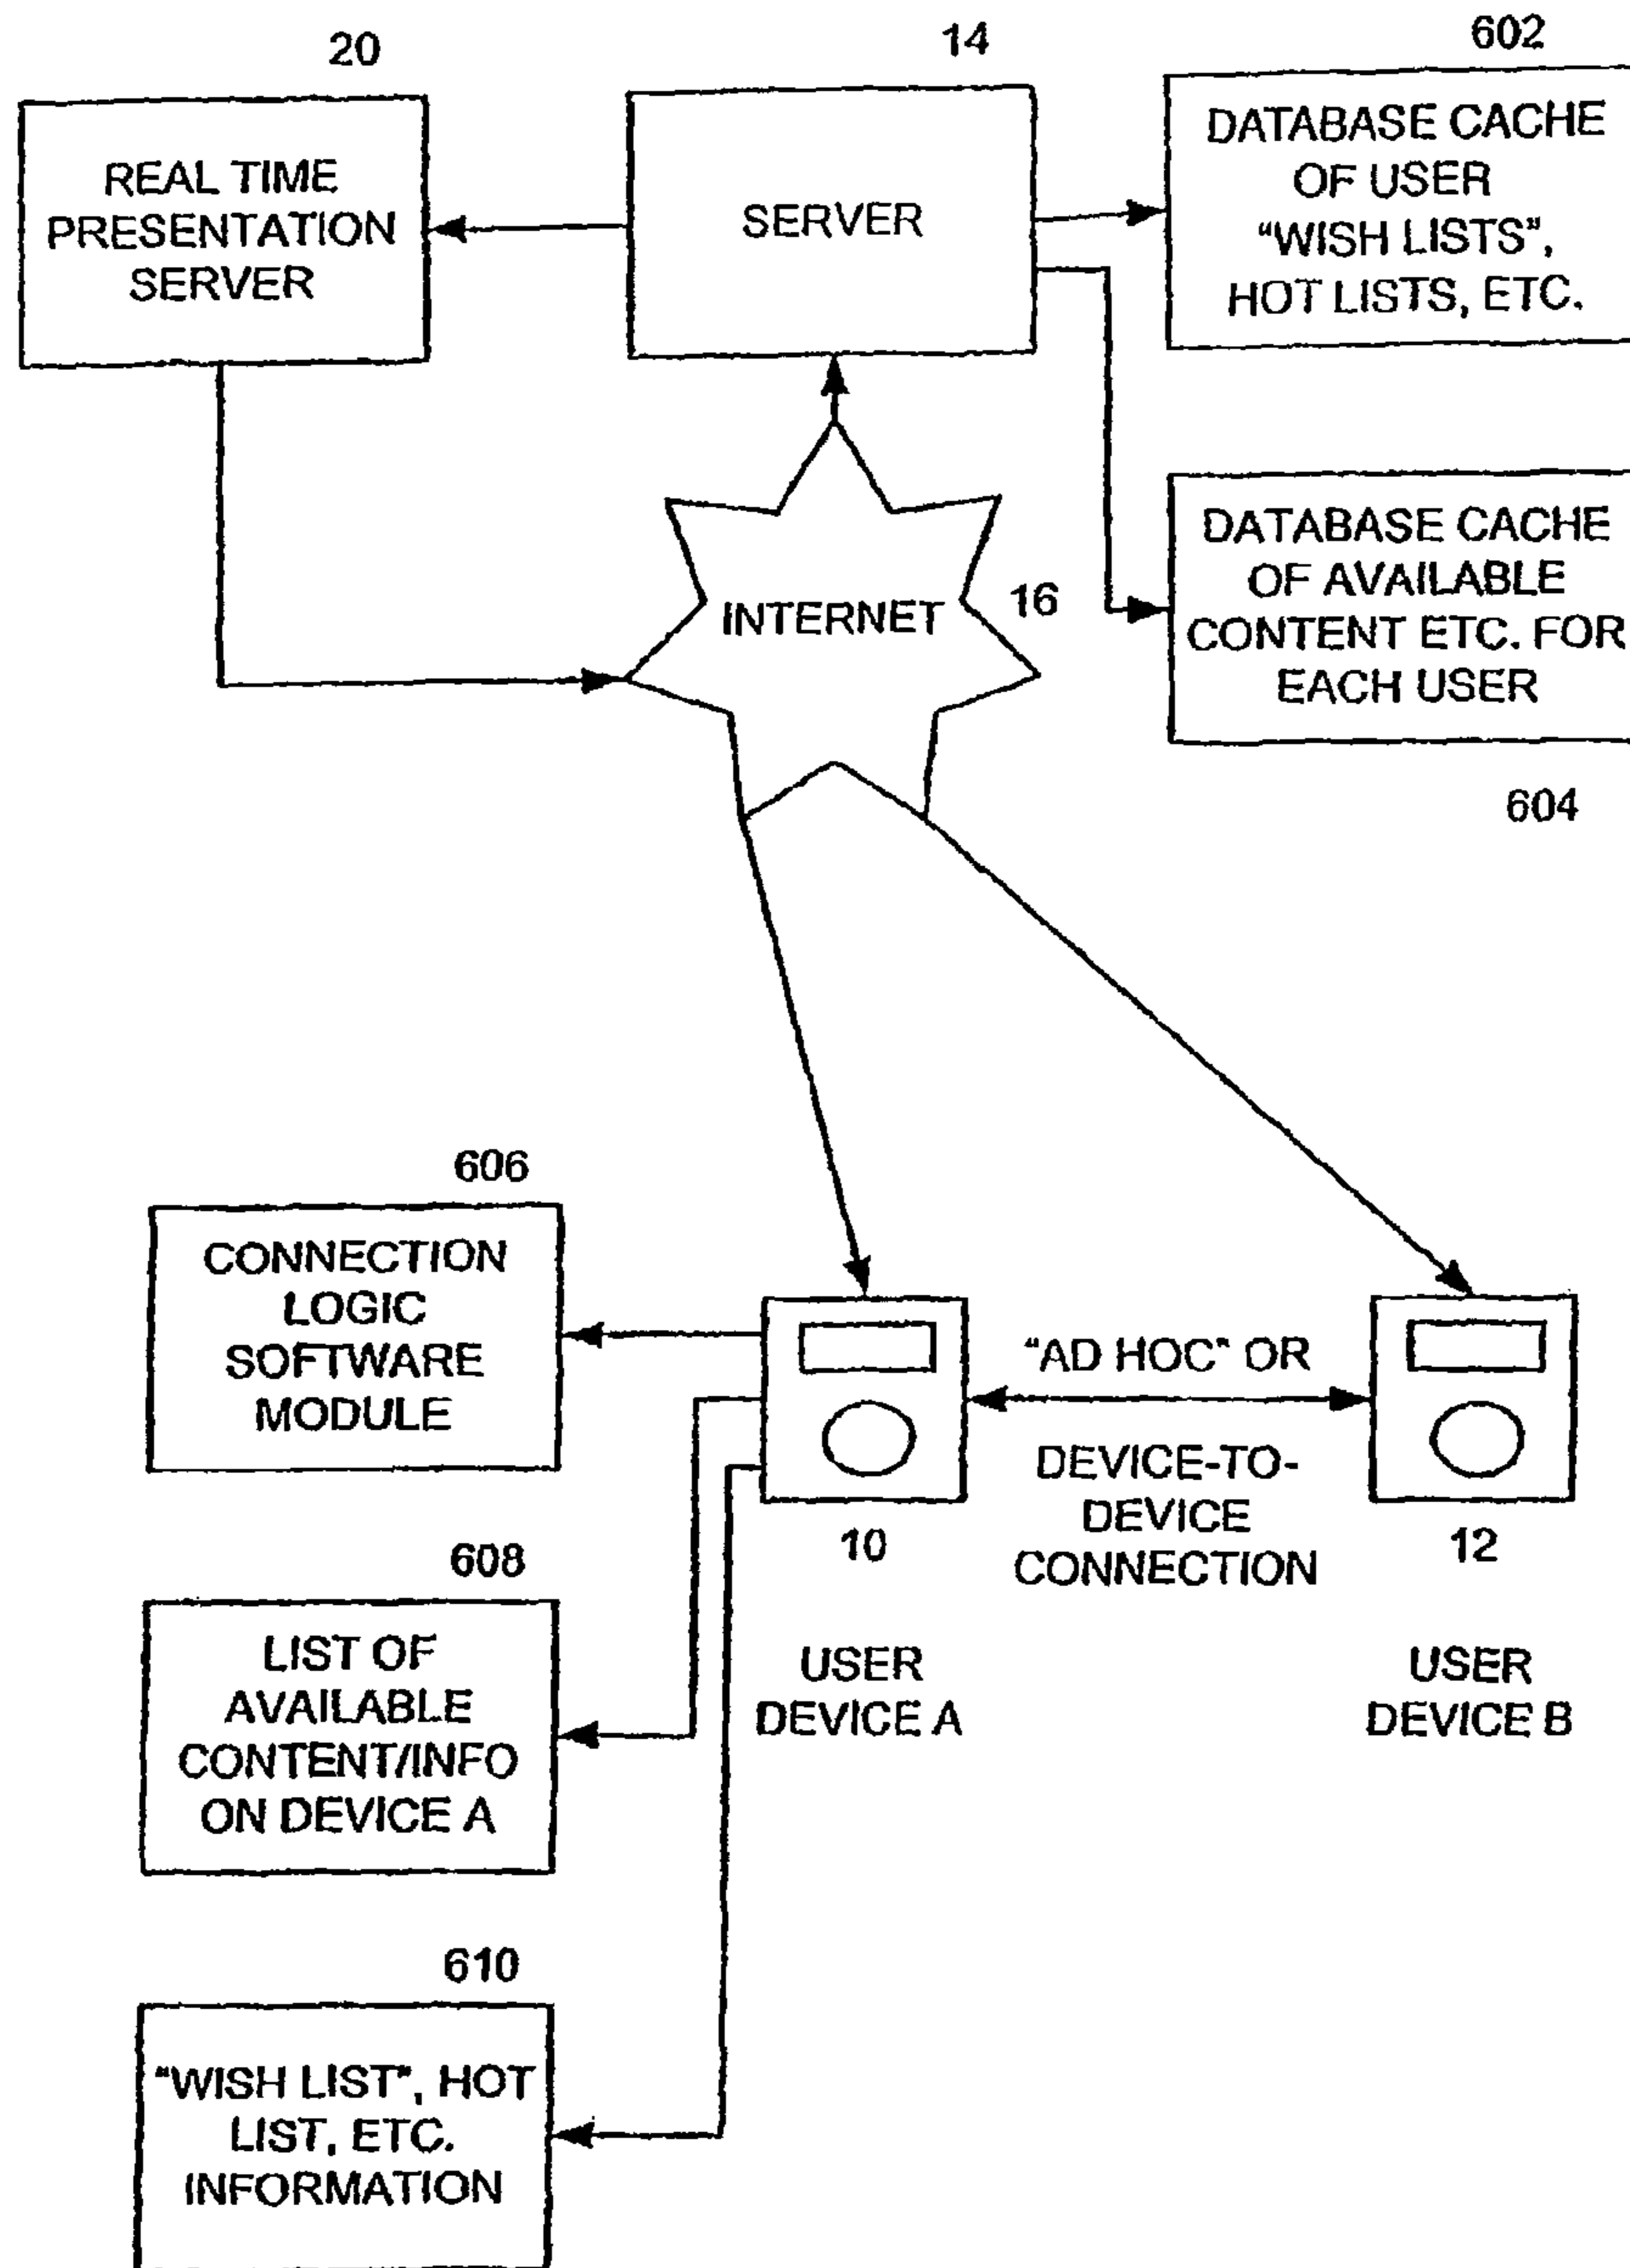 20
REAL TIME
PRESENTATION
SERVER
14
SERVER
602
DATABASE CACHE
OF USER
“WISH LISTS”,
HOT LISTS, ETC.
INTERNET
16
DATABASE CACHE
OF AVAILABLE
CONTENT ETC. FOR
EACH USER
604
606
CONNECTION
LOGIC
SOFTWARE
MODULE
“AD HOC” OR
DEVICE-TO-
DEVICE
CONNECTION
10
USER
DEVICE A
12
USER
DEVICE B
608
LIST OF
AVAILABLE
CONTENT/INFO
ON DEVICE A
610
“WISH LIST”, HOT
LIST, ETC.
INFORMATION